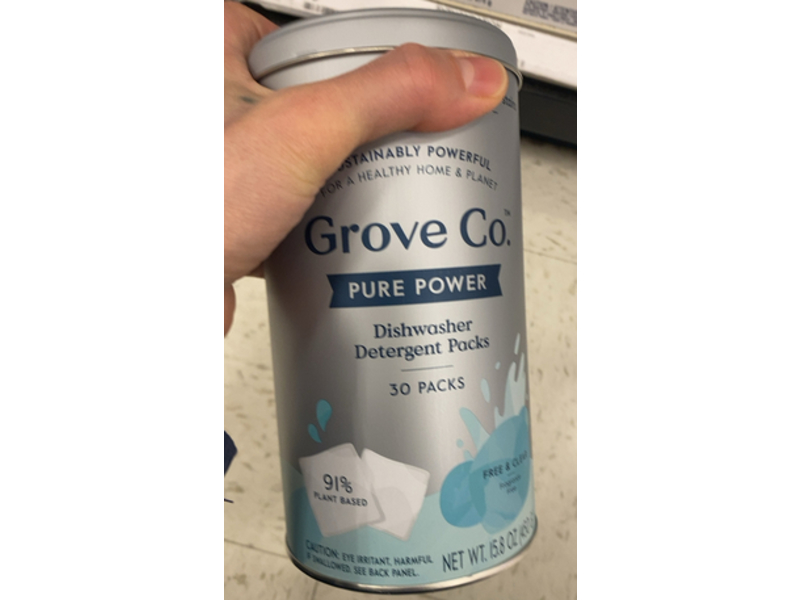 STAINABLY POWERFUL
FOR A HEALTHY HOME & PLANET
Grove Co.™
PURE POWER
Dishwasher
Detergent Packs
30 PACKS
91%
PLANT BASED
FREE & CLEAR
CAUTION: EYE IRRITANT, HARMFUL
IF SWALLOWED. SEE BACK PANEL.
NET WT. 15.8 OZ